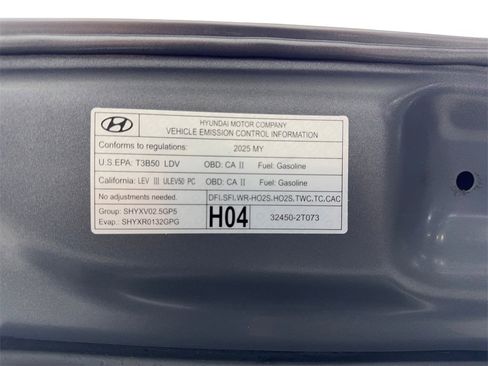 HYUNDAI MOTOR COMPANY
VEHICLE EMISSION CONTROL INFORMATION
Conforms to regulations: 2025 MY
U.S.EPA: T3B50 LDV OBD: CA II Fuel: Gasoline
California: LEV III ULEV50 PC OBD: CA II Fuel: Gasoline
No adjustments needed. DFI.SFI.WR-HO2S.HO2S.TWC.TC.CAC
Group: SHYXV02.5GP5 H04 32450-2T073
Evap.: SHYXR0132GPG